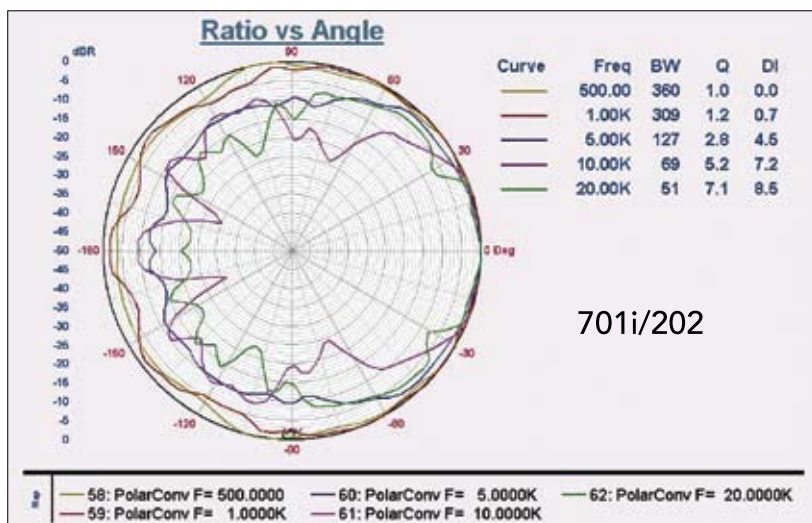 Ratio vs Angle
dBR
0
-5
-10
-15
-20
-25
-30
-35
-40
-45
-50
-45
-40
-35
-30
-25
-20
-15
-10
-5
0
90
120
60
150
30
-180
0 Deg
-150
-30
-120
-60
-90
Curve Freq BW Q DI
500.00 360 1.0 0.0
1.00K 309 1.2 0.7
5.00K 127 2.8 4.5
10.00K 69 5.2 7.2
20.00K 51 7.1 8.5
701i/202
Map
58: PolarConv F= 500.0000
60: PolarConv F= 5.0000K
62: PolarConv F= 20.0000K
59: PolarConv F= 1.0000K
61: PolarConv F= 10.0000K